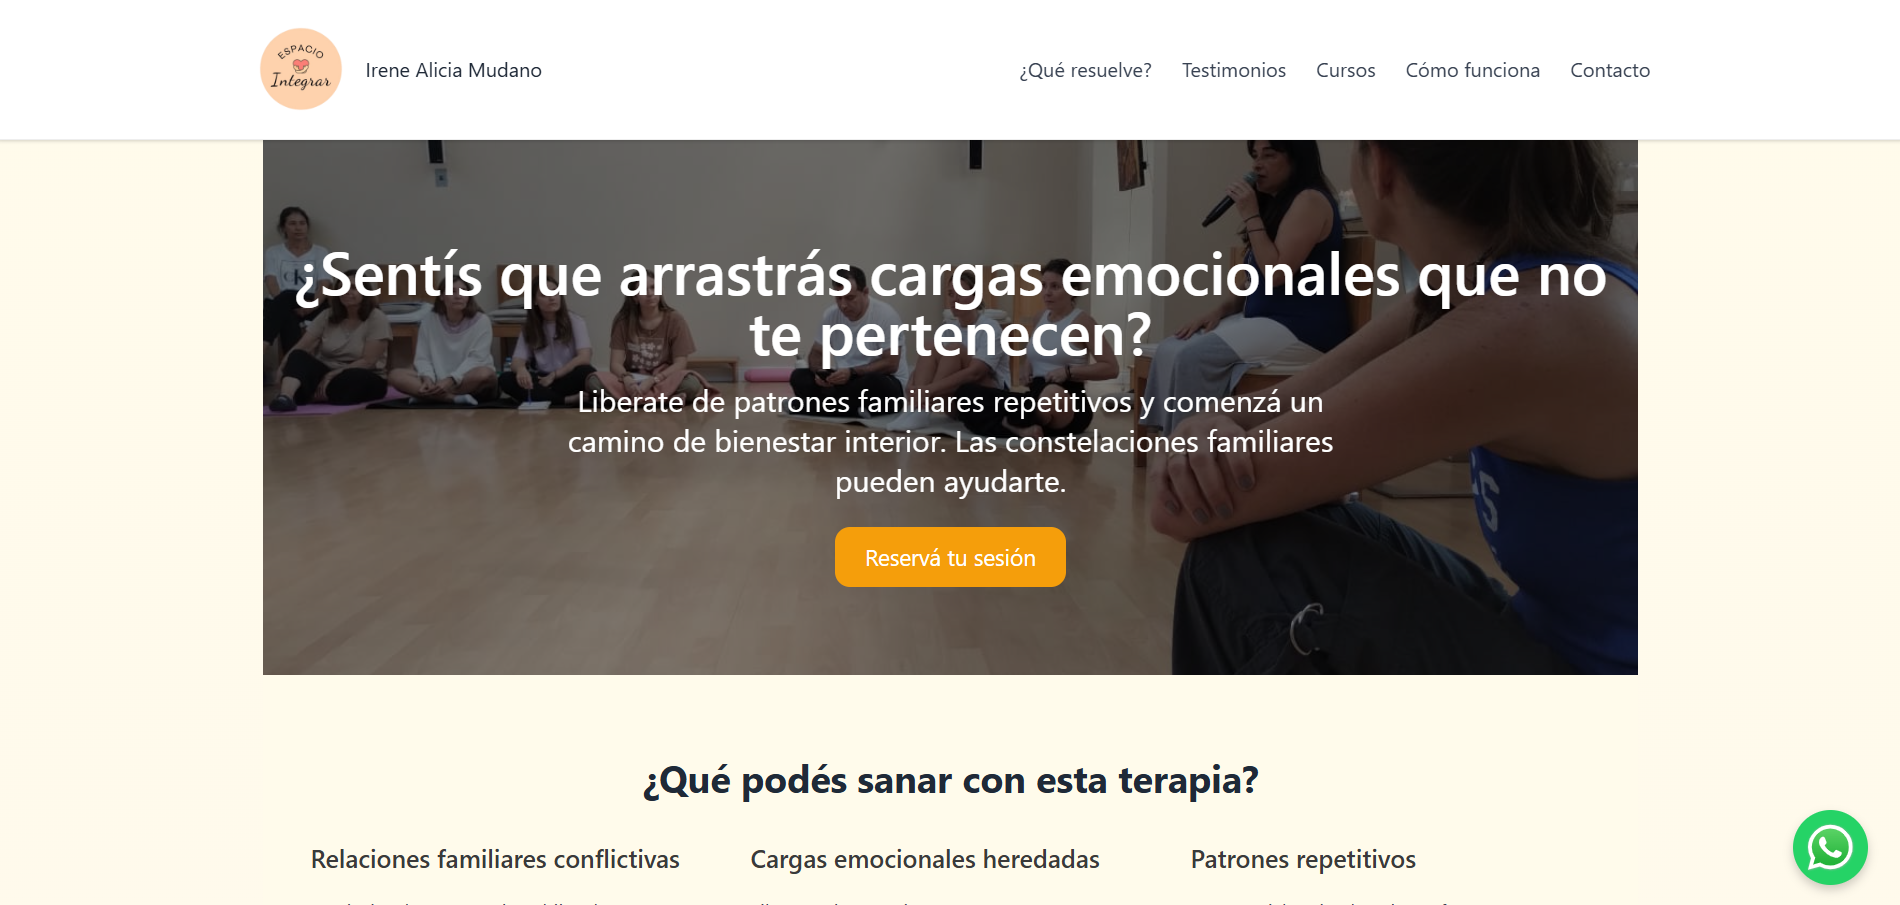 ESPACIO
Integrar
Irene Alicia Mudano
¿Qué resuelve?
Testimonios
Cursos
Cómo funciona
Contacto
¿Sentís que arrastrás cargas emocionales que no
te pertenecen?
Liberate de patrones familiares repetitivos y comenzá un
camino de bienestar interior. Las constelaciones familiares
pueden ayudarte.
Reservá tu sesión
¿Qué podés sanar con esta terapia?
Relaciones familiares conflictivas
Cargas emocionales heredadas
Patrones repetitivos